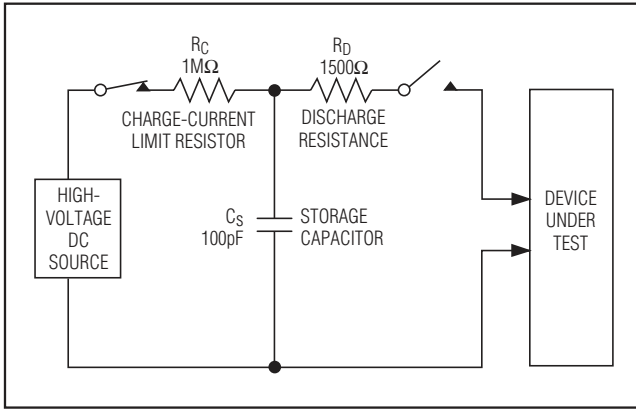 RC
1MΩ
CHARGE-CURRENT
LIMIT RESISTOR
RD
1500Ω
DISCHARGE
RESISTANCE
HIGH-
VOLTAGE
DC
SOURCE
CS
100pF
STORAGE
CAPACITOR
DEVICE
UNDER
TEST